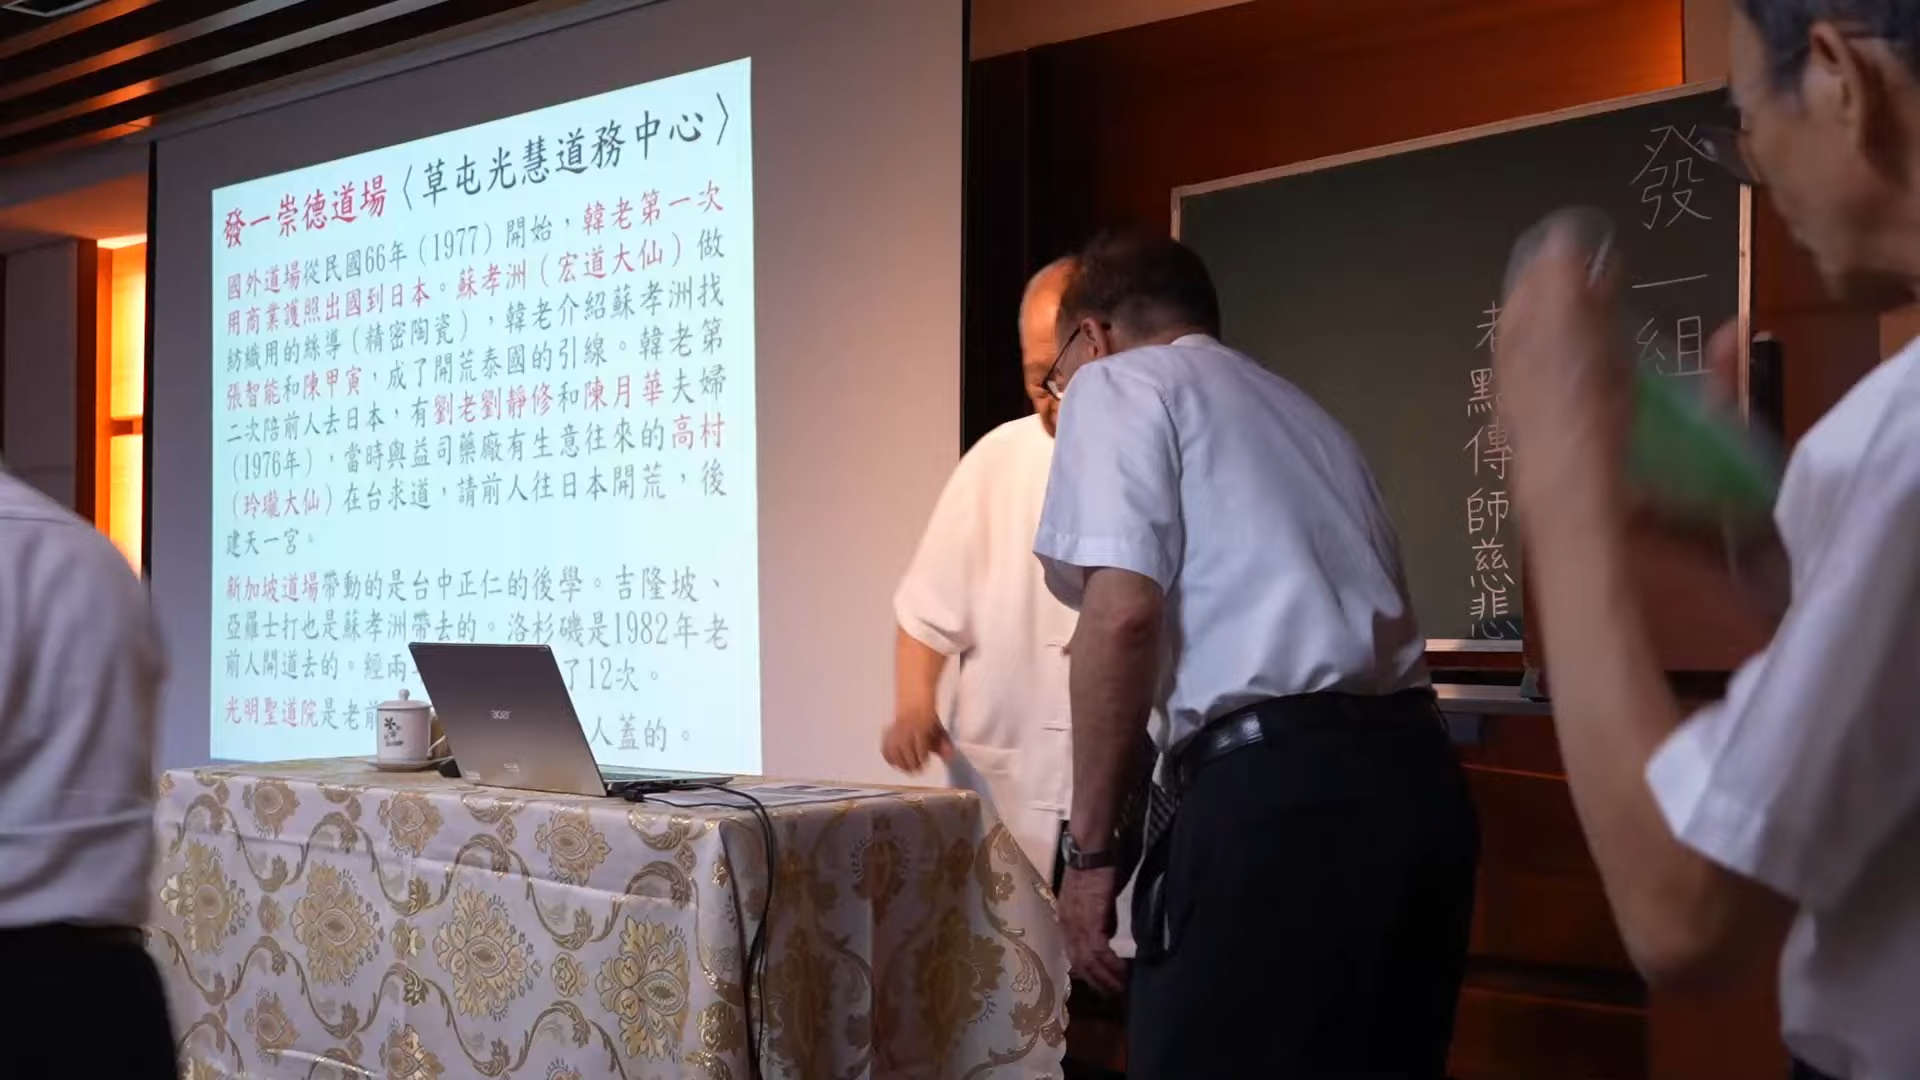 發一崇德道場〈草屯光慧道務中心〉
國外道場從民國66年（1977）開始，韓老第一次
用商業護照出國到日本。蘇孝洲（宏道大仙）做
紡織用的絲導（精密陶瓷），韓老介紹蘇孝洲找
張智能和陳甲寅，成了開荒泰國的引線。韓老第
二次陪前人去日本，有劉老劉靜修和陳月華夫婦
（1976年），當時與益司藥廠有生意往來的高村
（玲瓏大仙）在台求道，請前人往日本開荒，後
建天一宮。
新加坡道場帶動的是台中正仁的後學。吉隆坡、
亞羅士打也是蘇孝洲帶去的。洛杉磯是1982年老
前人開道去的。經兩 了12次。
光明聖道院是老前 人蓋的。
acer
發一組
老點傳師慈悲